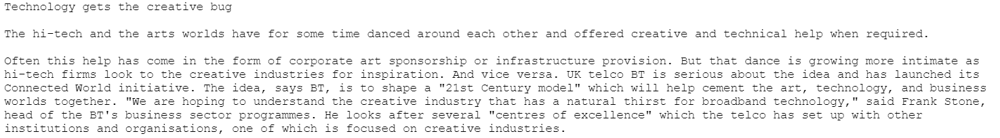 Technology gets the creative bug
The hi-tech and the arts worlds have for some time danced around each other and offered creative and technical help when required.
Often this help has come in the form of corporate art sponsorship or infrastructure provision. But that dance is growing more intimate as
hi-tech firms look to the creative industries for inspiration. And vice versa. UK telco BT is serious about the idea and has launched its
Connected World initiative. The idea, says BT, is to shape a "21st Century model" which will help cement the art, technology, and business
worlds together. "We are hoping to understand the creative industry that has a natural thirst for broadband technology," said Frank Stone,
head of the BT's business sector programmes. He looks after several "centres of excellence" which the telco has set up with other
institutions and organisations, one of which is focused on creative industries.